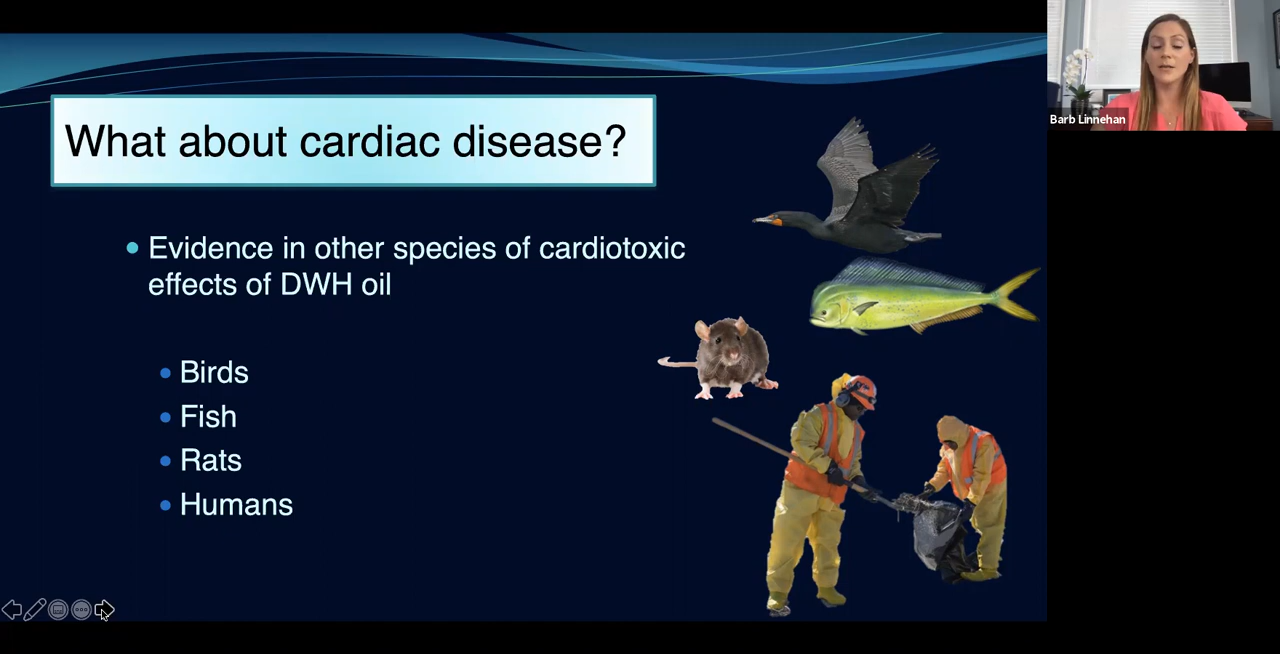 What about cardiac disease?
Barb Linnehan
• Evidence in other species of cardiotoxic
effects of DWH oil
• Birds
• Fish
• Rats
• Humans